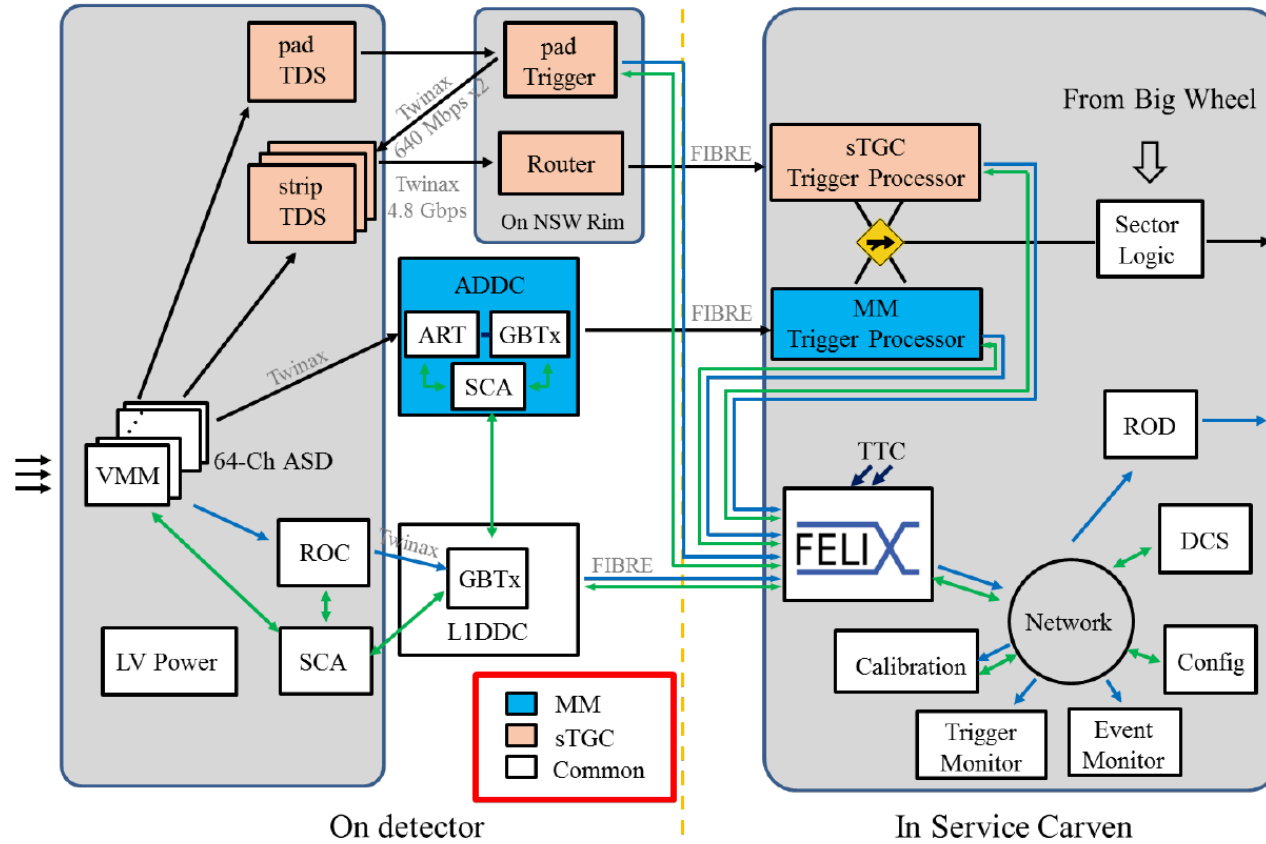 pad
TDS
pad
Trigger
Twinax
640 Mbps x2
strip
TDS
Twinax
4.8 Gbps
Router
On NSW Rim
FIBRE
sTGC
Trigger Processor
From Big Wheel
Sector
Logic
ADDC
ART
GBTx
SCA
FIBRE
MM
Trigger Processor
Twinax
VMM
64-Ch ASD
ROC
Twinax
GBTx
L1DDC
FIBRE
LV Power
SCA
TTC
FELIX
ROD
DCS
Network
Calibration
Config
Trigger
Monitor
Event
Monitor
MM
sTGC
Common
On detector
In Service Carven